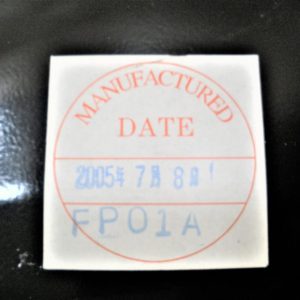 MANUFACTURED
DATE
2005年 7月 8日
FP01A